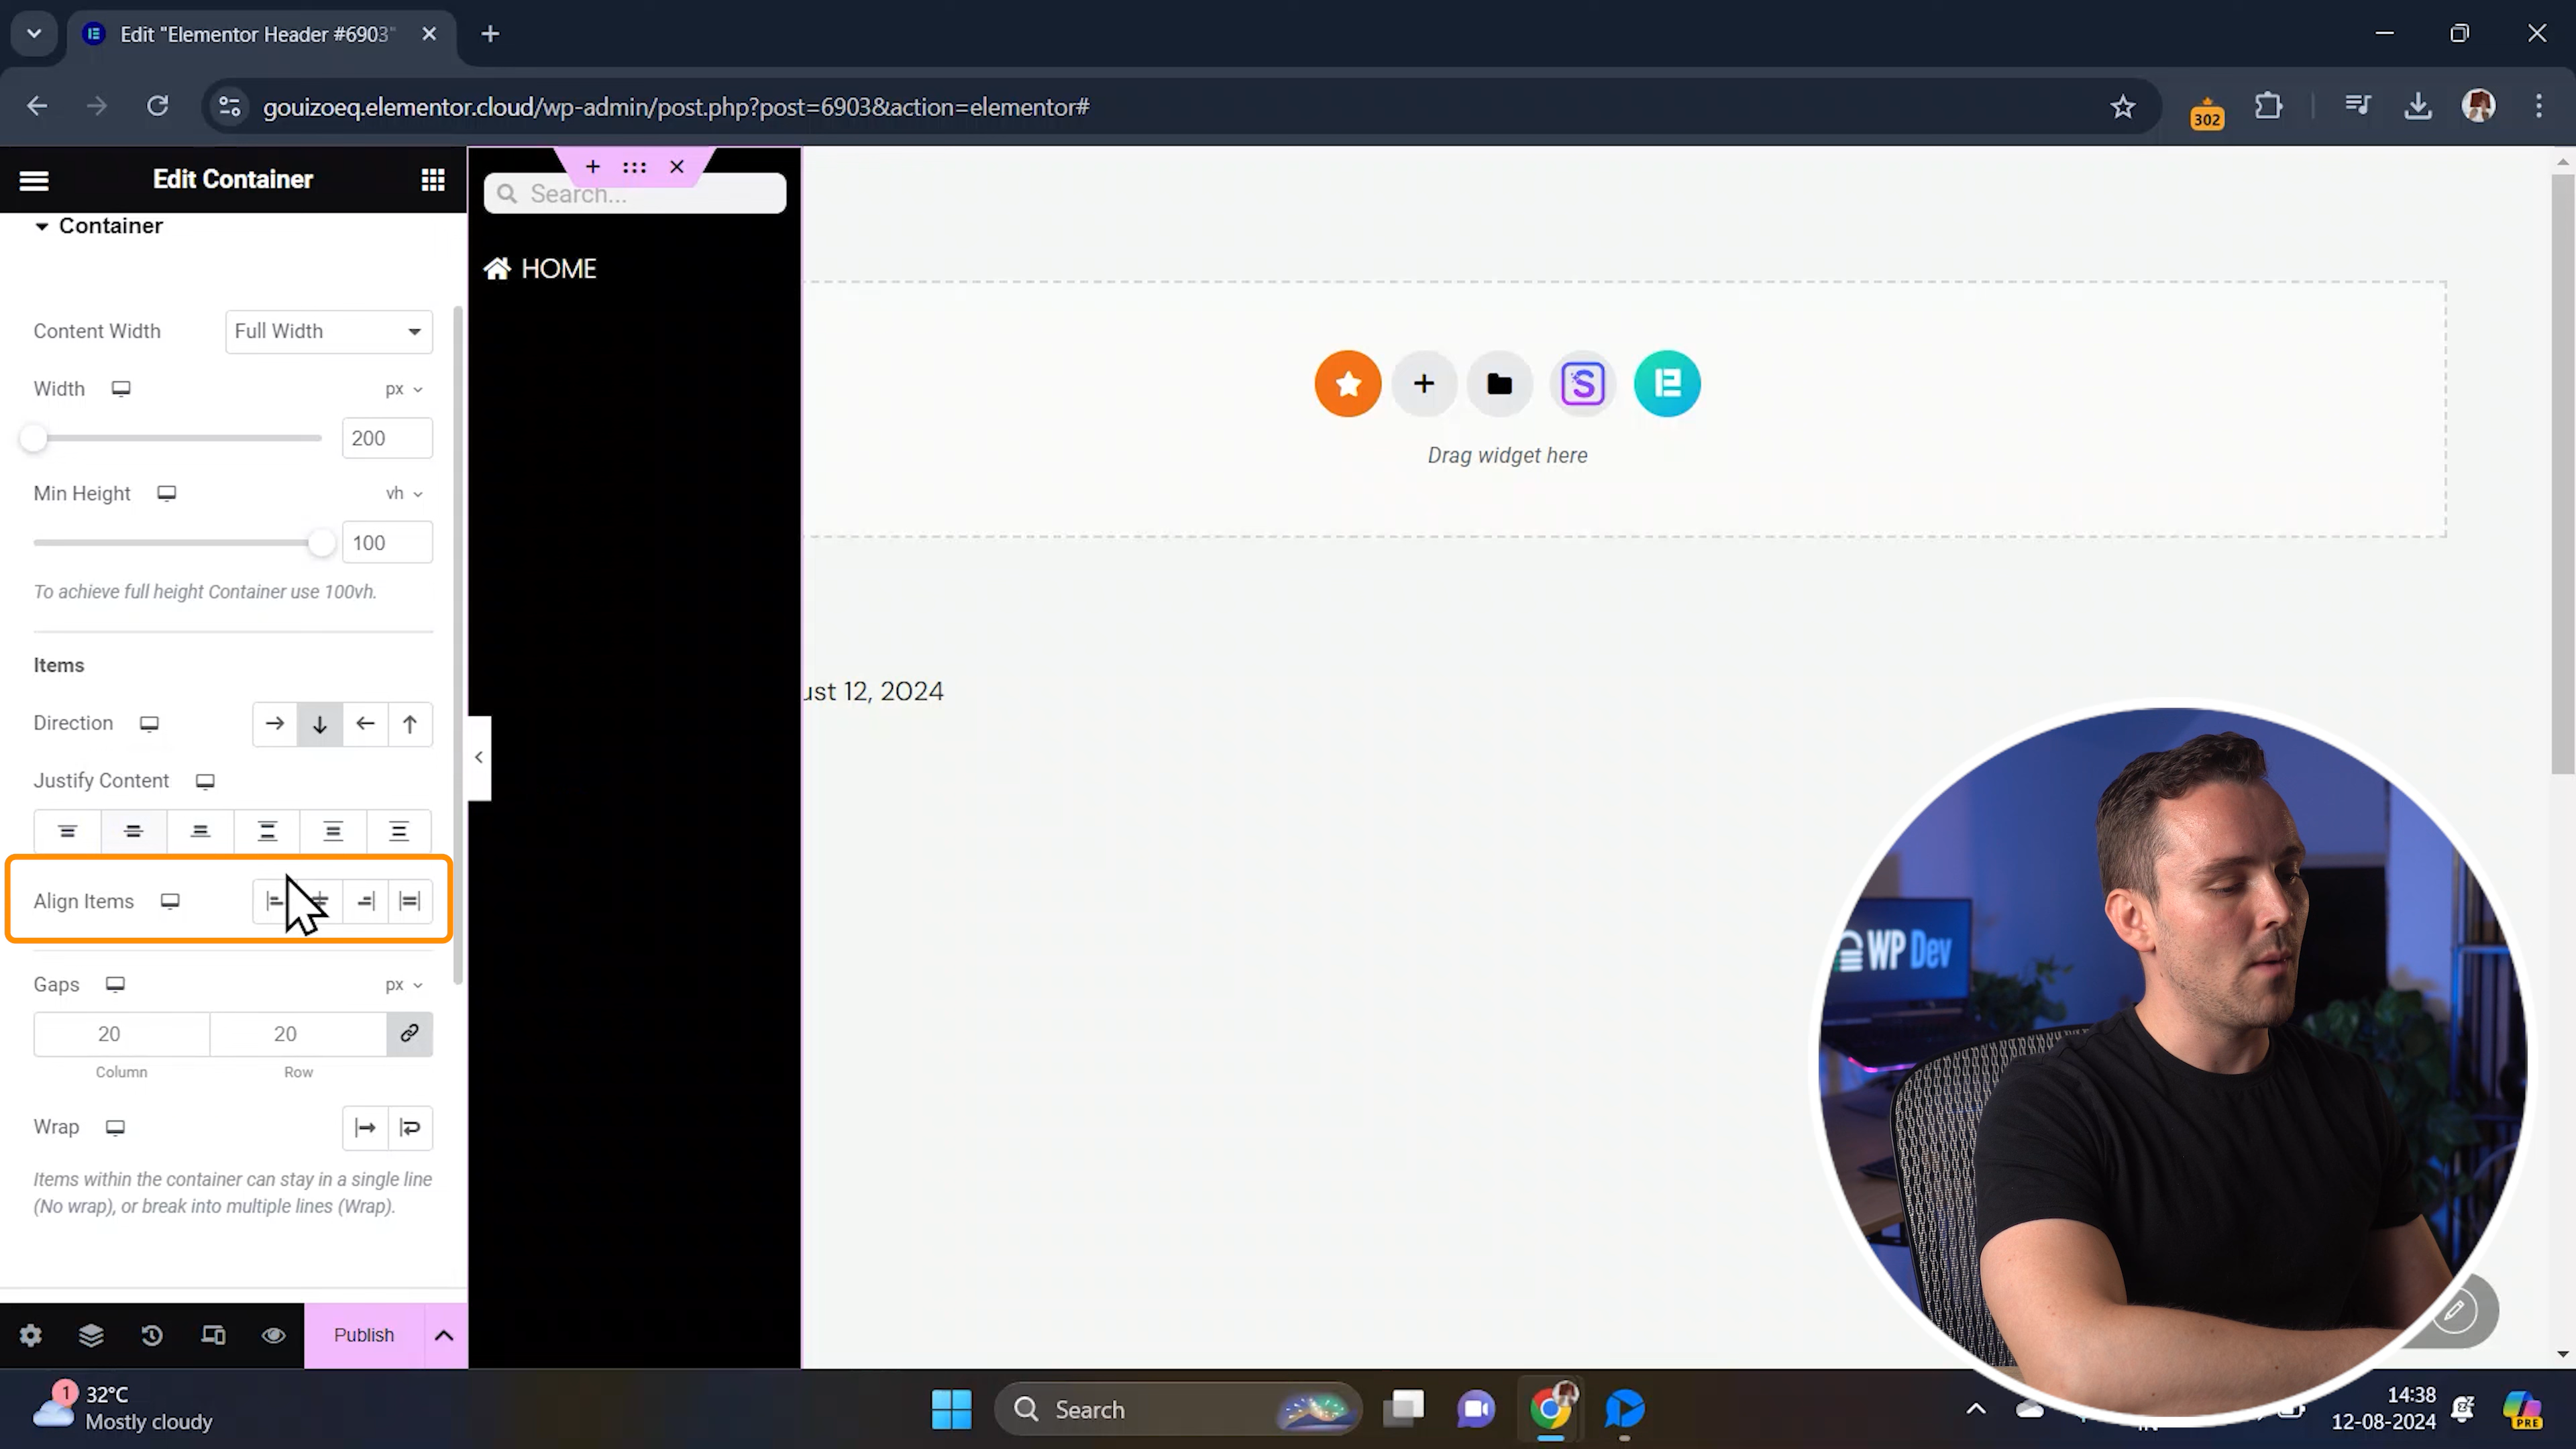 Edit "Elementor Header #6903"
gouizoeq.elementor.cloud/wp-admin/post.php?post=6903&action=elementor#
302
Edit Container
Container
Content Width
Full Width
Width
px
200
Min Height
vh
100
To achieve full height Container use 100vh.
Items
Direction
Justify Content
Align Items
Gaps
px
20
20
Column
Row
Wrap
Items within the container can stay in a single line
(No wrap), or break into multiple lines (Wrap).
Publish
Search...
HOME
S
Drag widget here
ust 12, 2024
WP Dev
1
32°C
Mostly cloudy
Search
14:38
12-08-2024
PRE